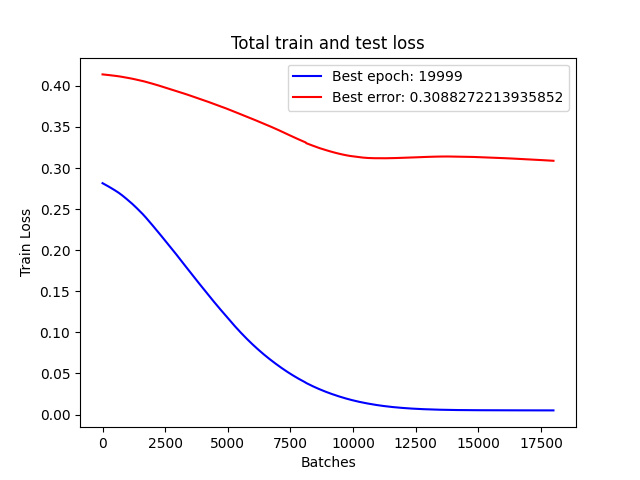 Total train and test loss
Best epoch: 19999
Best error: 0.3088272213935852
Train Loss
0.40
0.35
0.30
0.25
0.20
0.15
0.10
0.05
0.00
0 2500 5000 7500 10000 12500 15000 17500
Batches